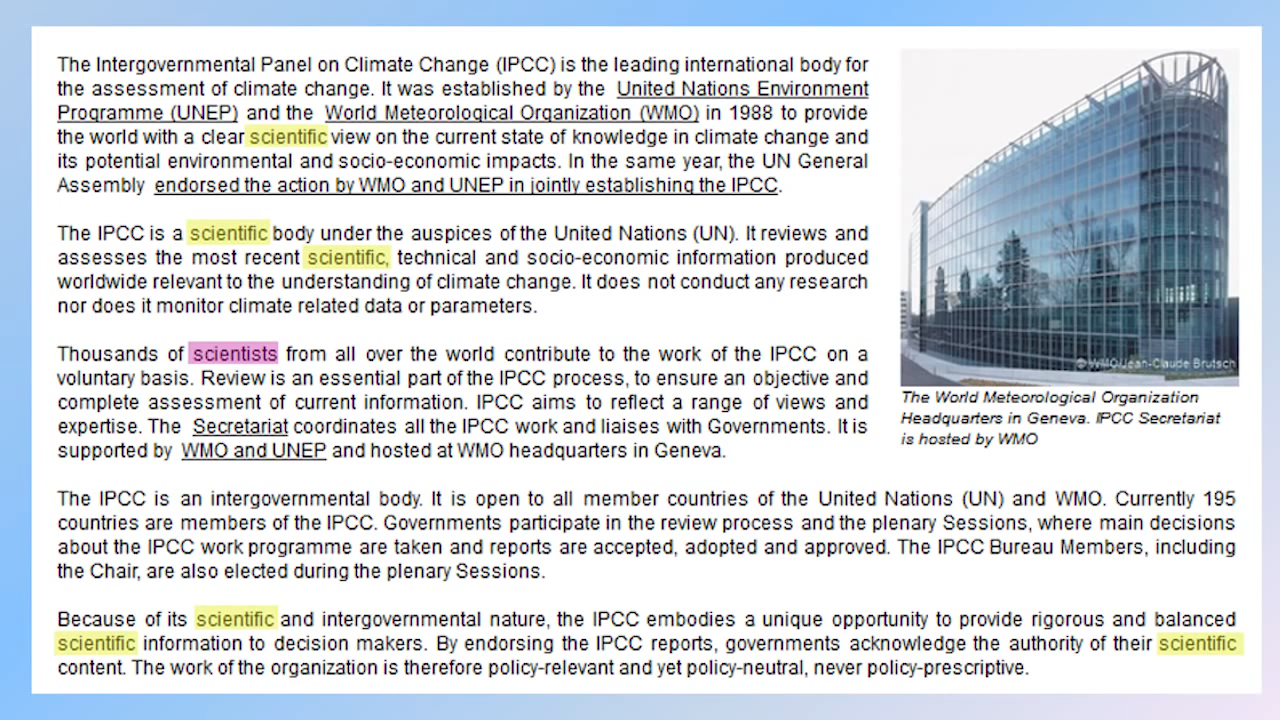 The Intergovernmental Panel on Climate Change (IPCC) is the leading international body for
the assessment of climate change. It was established by the United Nations Environment
Programme (UNEP) and the World Meteorological Organization (WMO) in 1988 to provide
the world with a clear scientific view on the current state of knowledge in climate change and
its potential environmental and socio-economic impacts. In the same year, the UN General
Assembly endorsed the action by WMO and UNEP in jointly establishing the IPCC.
The IPCC is a scientific body under the auspices of the United Nations (UN). It reviews and
assesses the most recent scientific, technical and socio-economic information produced
worldwide relevant to the understanding of climate change. It does not conduct any research
nor does it monitor climate related data or parameters.
Thousands of scientists from all over the world contribute to the work of the IPCC on a
voluntary basis. Review is an essential part of the IPCC process, to ensure an objective and
complete assessment of current information. IPCC aims to reflect a range of views and
expertise. The Secretariat coordinates all the IPCC work and liaises with Governments. It is
supported by WMO and UNEP and hosted at WMO headquarters in Geneva.
© WMO/Jean-Claude Brutsch
The World Meteorological Organization
Headquarters in Geneva. IPCC Secretariat
is hosted by WMO
The IPCC is an intergovernmental body. It is open to all member countries of the United Nations (UN) and WMO. Currently 195
countries are members of the IPCC. Governments participate in the review process and the plenary Sessions, where main decisions
about the IPCC work programme are taken and reports are accepted, adopted and approved. The IPCC Bureau Members, including
the Chair, are also elected during the plenary Sessions.
Because of its scientific and intergovernmental nature, the IPCC embodies a unique opportunity to provide rigorous and balanced
scientific information to decision makers. By endorsing the IPCC reports, governments acknowledge the authority of their scientific
content. The work of the organization is therefore policy-relevant and yet policy-neutral, never policy-prescriptive.